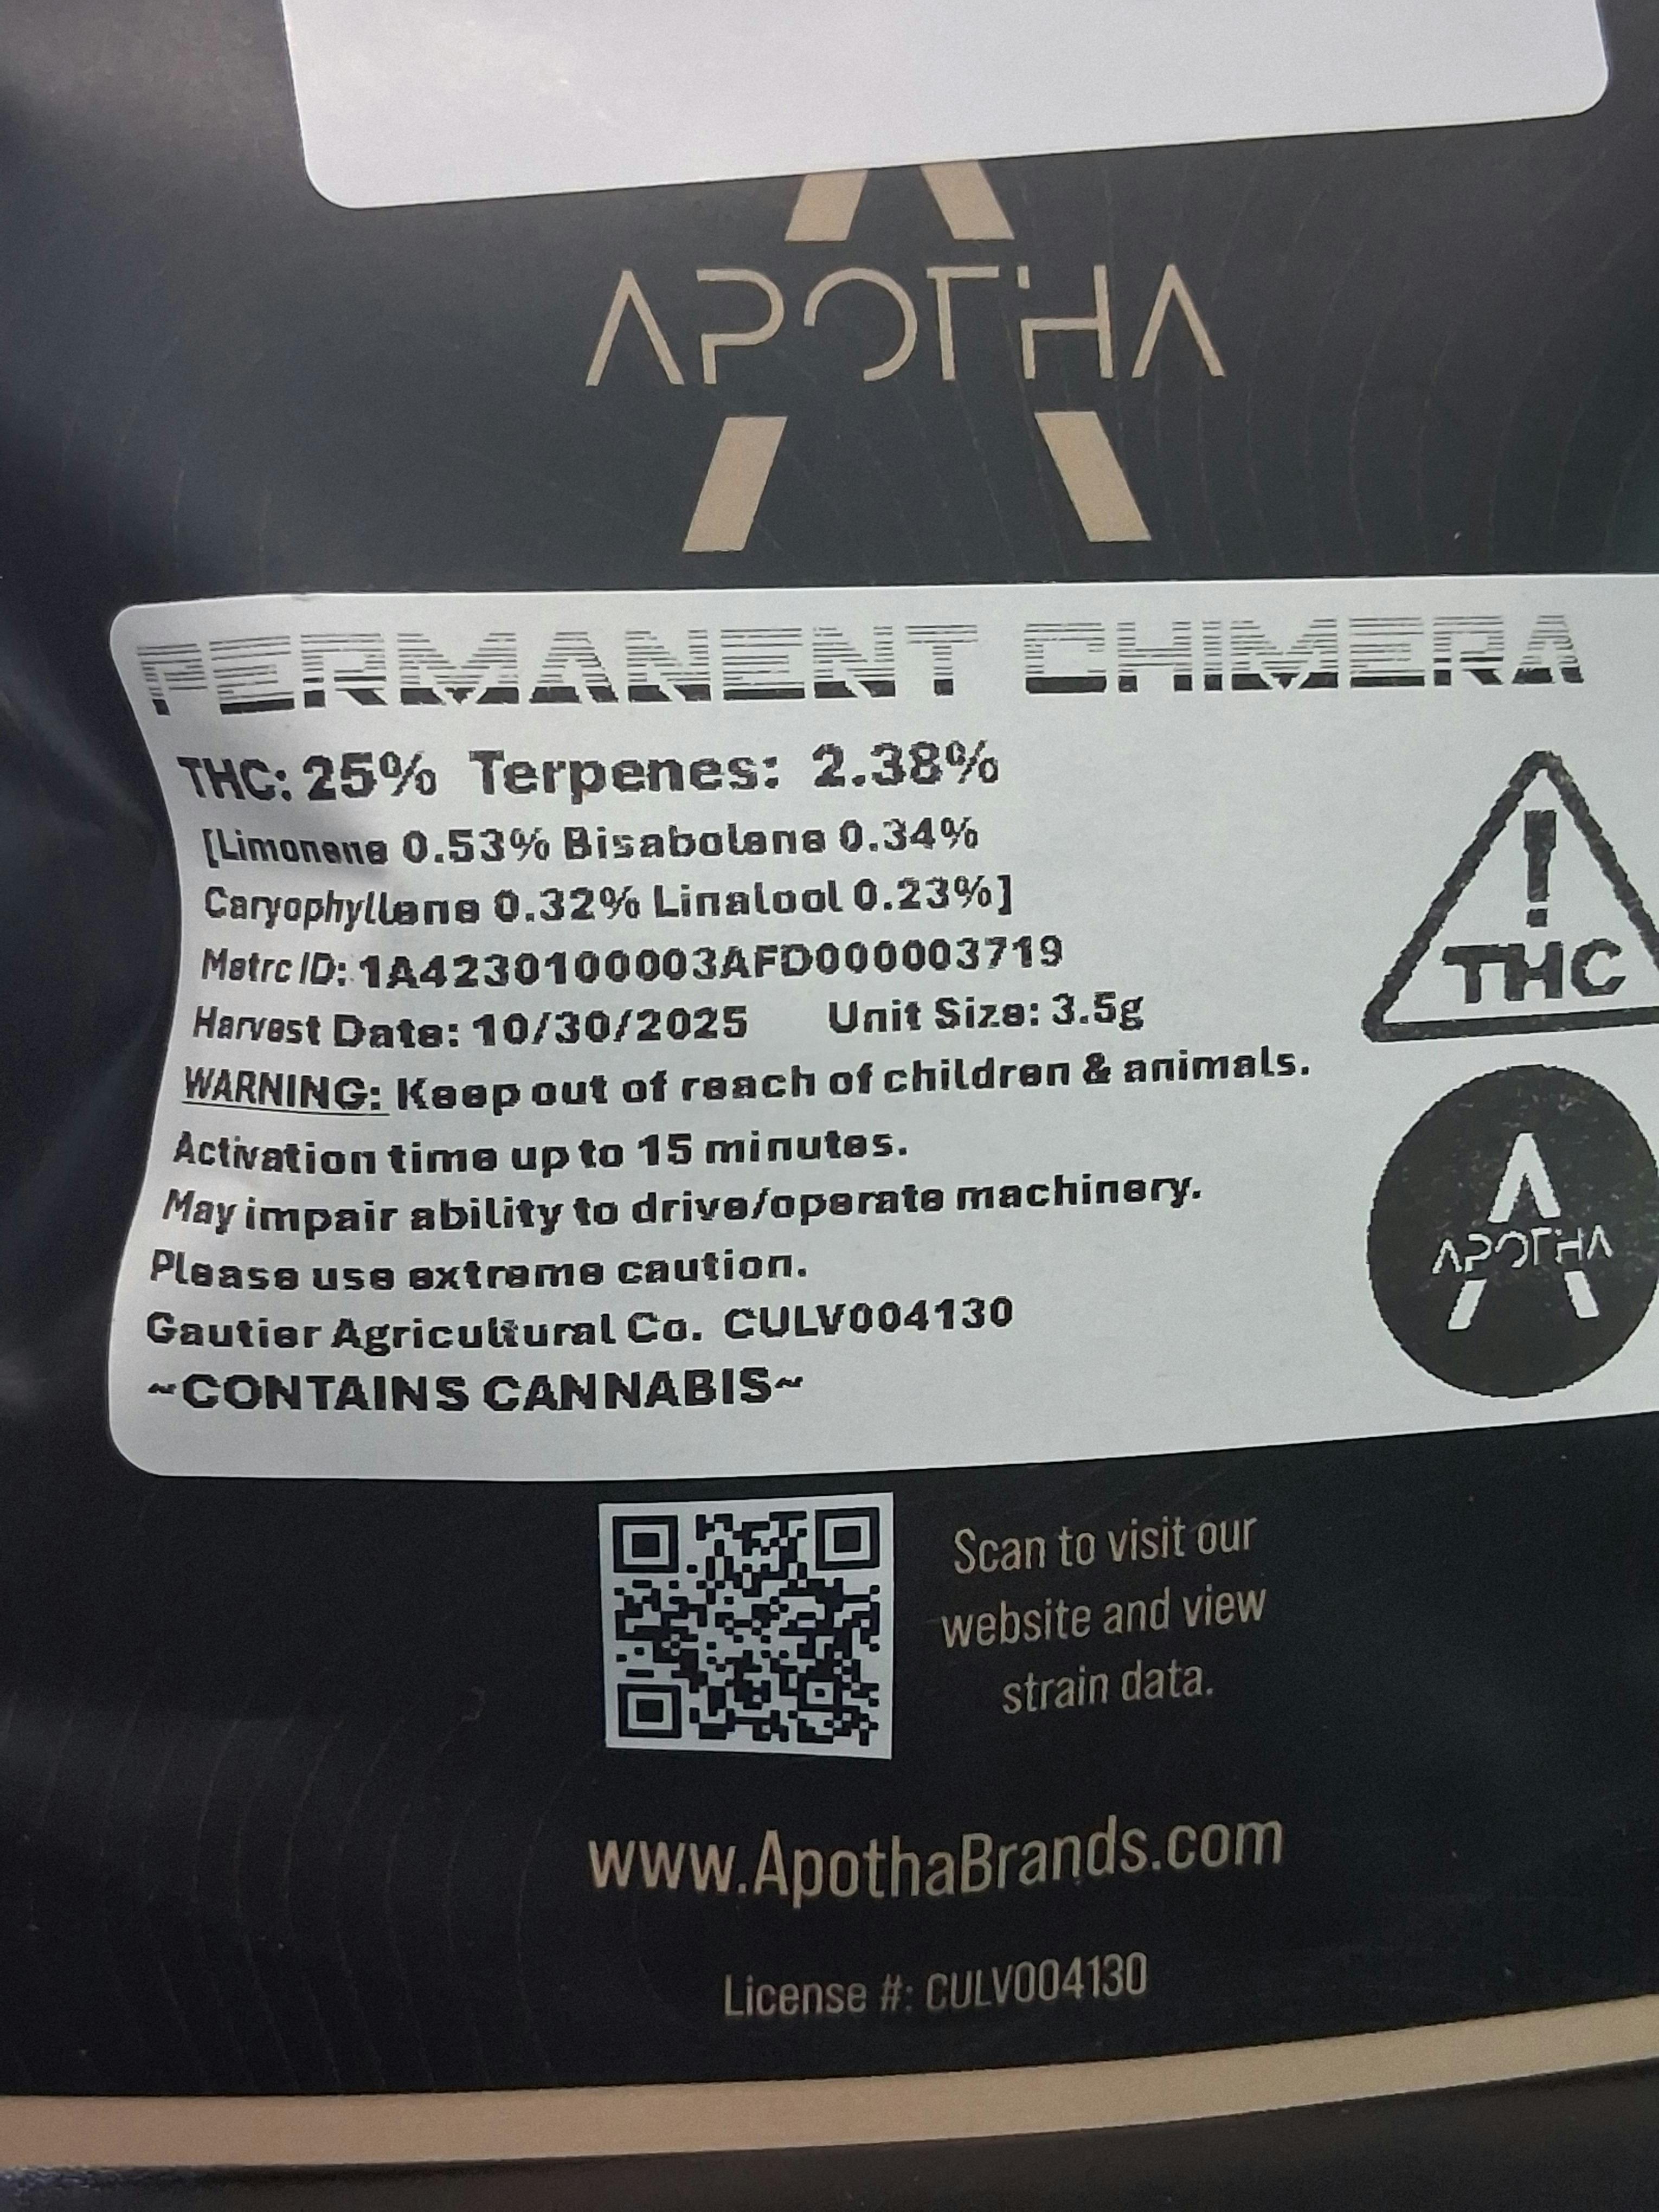 APOTHA
PERMANENT CHIMERA
THC: 25% Terpenes: 2.38%
[Limonene 0.53% Bisabolene 0.34%
Caryophyllene 0.32% Linalool 0.23%]
Metrc ID: 1A4230100003AFD000003719
Harvest Date: 10/30/2025 Unit Size: 3.5g
WARNING: Keep out of reach of children & animals.
Activation time up to 15 minutes.
May impair ability to drive/operate machinery.
Please use extreme caution.
Gautier Agricultural Co. CULV004130
~CONTAINS CANNABIS~
!
THC
APOTHA
Scan to visit our
website and view
strain data.
www.ApothaBrands.com
License #: CULV004130